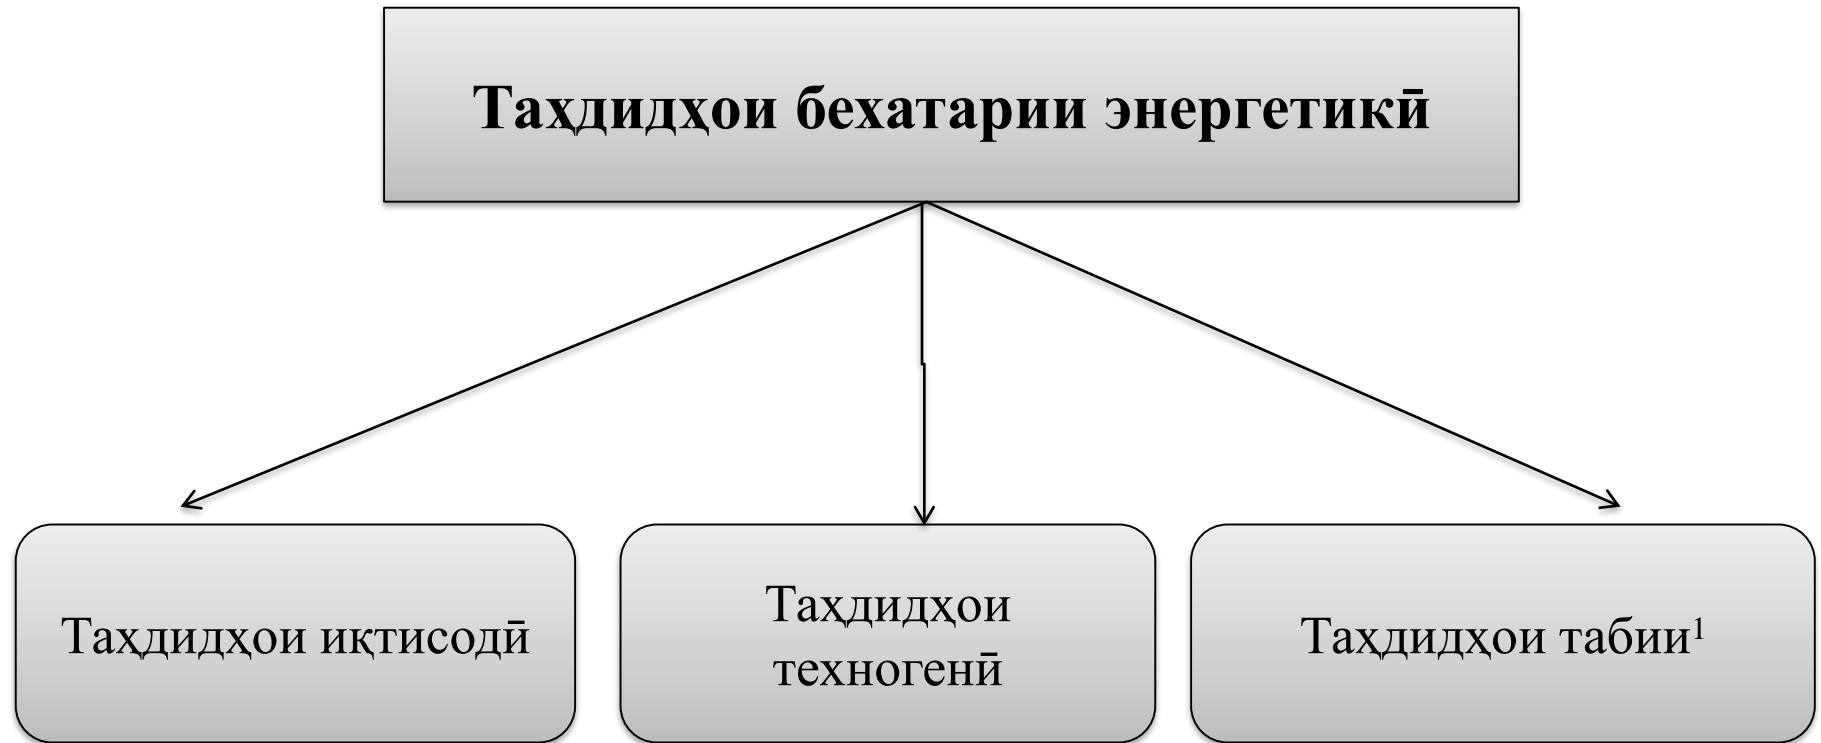 Таҳдидҳои бехатарии энергетикӣ
Таҳдидҳои иқтисодӣ
Таҳдидҳои
техногенӣ
Таҳдидҳои табии¹